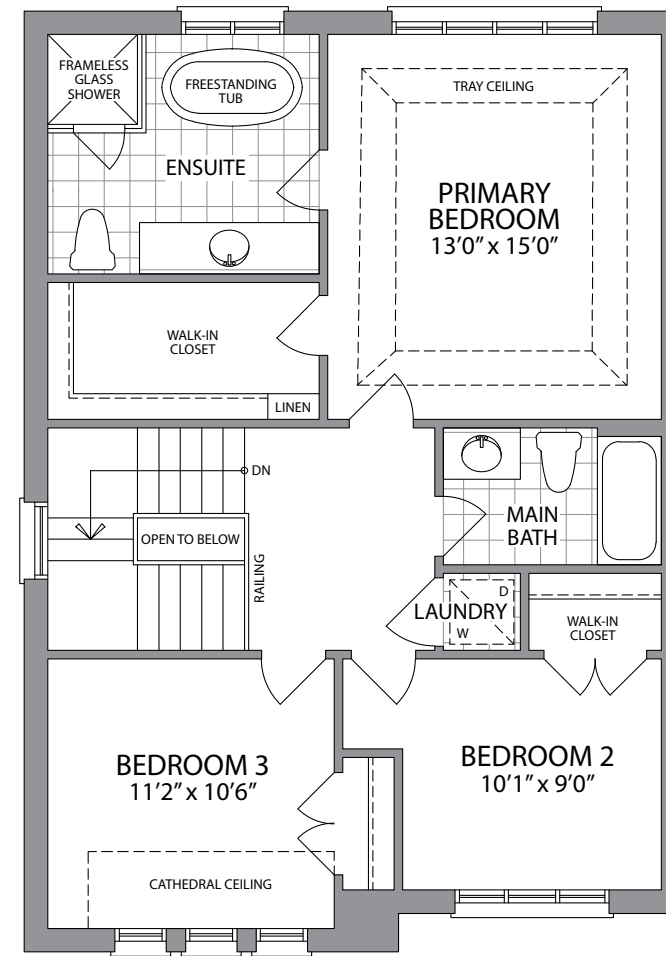 FRAMELESS
GLASS
SHOWER
FREESTANDING
TUB
ENSUITE
TRAY CEILING
PRIMARY
BEDROOM
13'0" x 15'0"
WALK-IN
CLOSET
LINEN
DN
OPEN TO BELOW
RAILING
MAIN
BATH
D
LAUNDRY
W
WALK-IN
CLOSET
BEDROOM 3
11'2" x 10'6"
BEDROOM 2
10'1" x 9'0"
CATHEDRAL CEILING